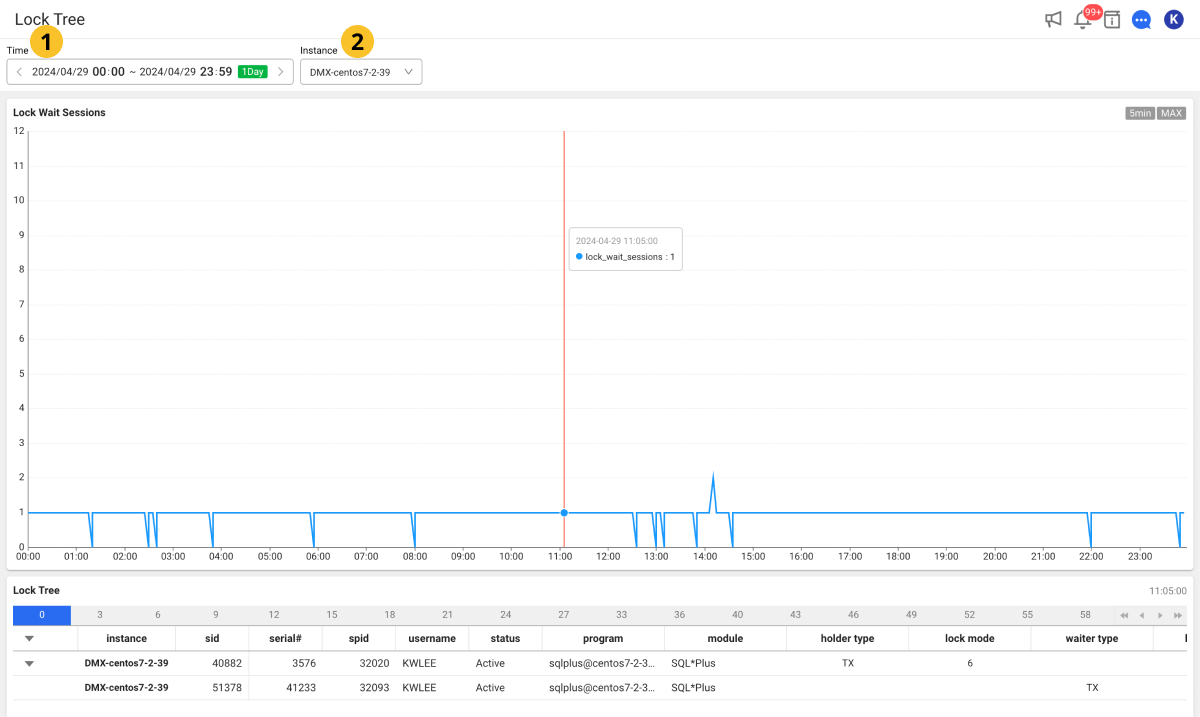 Lock Tree
99+
K
1
2
Time
Instance
2024/04/29 00:00 ~ 2024/04/29 23:59 1Day
DMX-centos7-2-39
Lock Wait Sessions
5min MAX
12
11
10
9
8
7
6
5
4
3
2
1
0
2024-04-29 11:05:00
lock_wait_sessions : 1
00:00 01:00 02:00 03:00 04:00 05:00 06:00 07:00 08:00 09:00 10:00 11:00 12:00 13:00 14:00 15:00 16:00 17:00 18:00 19:00 20:00 21:00 22:00 23:00
Lock Tree
11:05:00
0 3 6 9 12 15 18 21 24 27 33 36 40 43 46 49 52 55 58
instance sid serial# spid username status program module holder type lock mode waiter type
DMX-centos7-2-39 40882 3576 32020 KWLEE Active sqlplus@centos7-2-3... SQL*Plus TX 6
DMX-centos7-2-39 51378 41233 32093 KWLEE Active sqlplus@centos7-2-3... SQL*Plus TX